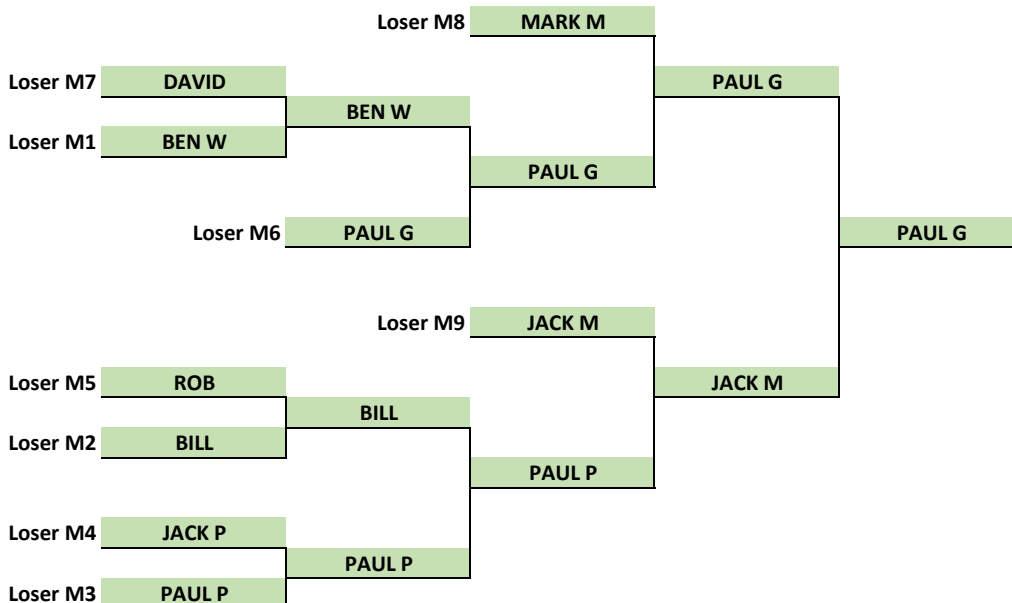 Loser M8 MARK M
Loser M7 DAVID PAUL G
BEN W
Loser M1 BEN W
PAUL G
Loser M6 PAUL G PAUL G
Loser M9 JACK M
Loser M5 ROB JACK M
BILL
Loser M2 BILL
PAUL P
Loser M4 JACK P
PAUL P
Loser M3 PAUL P